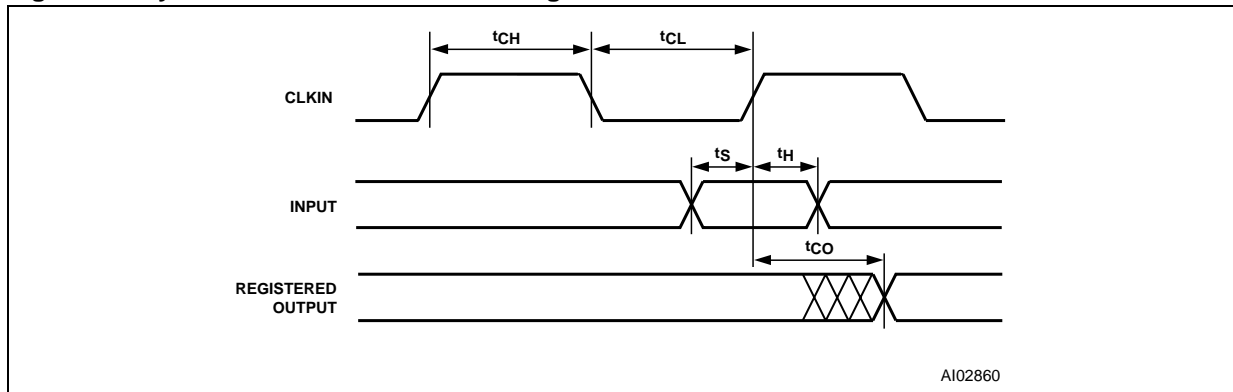 tCH tCL
CLKIN
tS tH
INPUT
tCO
REGISTERED
OUTPUT
AI02860